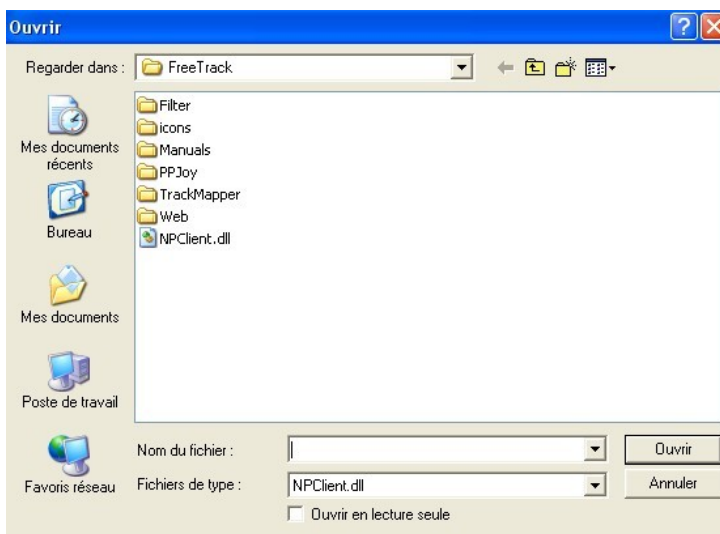 Ouvrir
Regarder dans :
FreeTrack
Mes documents
récents
Bureau
Mes documents
Poste de travail
Favoris réseau
Filter
icons
Manuals
PPJoy
TrackMapper
Web
NPClient.dll
Nom du fichier :
Ouvrir
Fichiers de type :
NPClient.dll
Annuler
Ouvrir en lecture seule